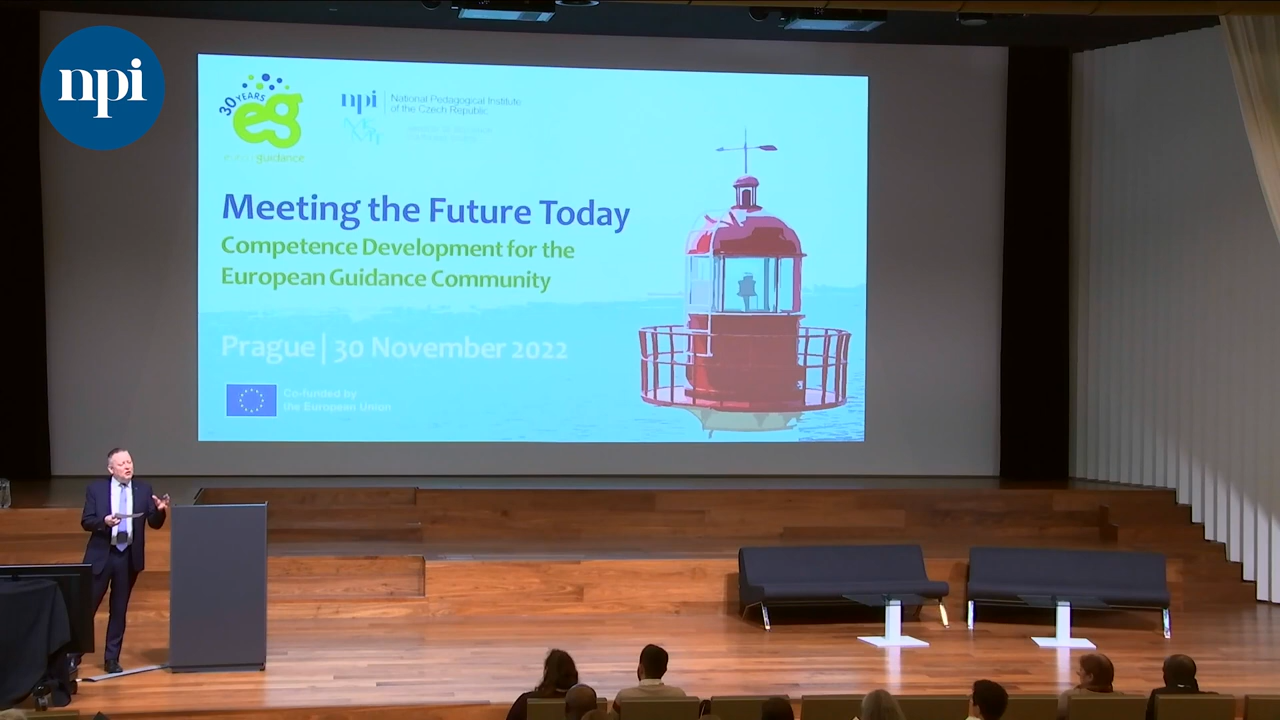 npi
30 YEARS
eg
guidance
npi
National Pedagogical Institute
of the Czech Republic
Meeting the Future Today
Competence Development for the
European Guidance Community
Prague | 30 November 2022
Co-funded by
the European Union